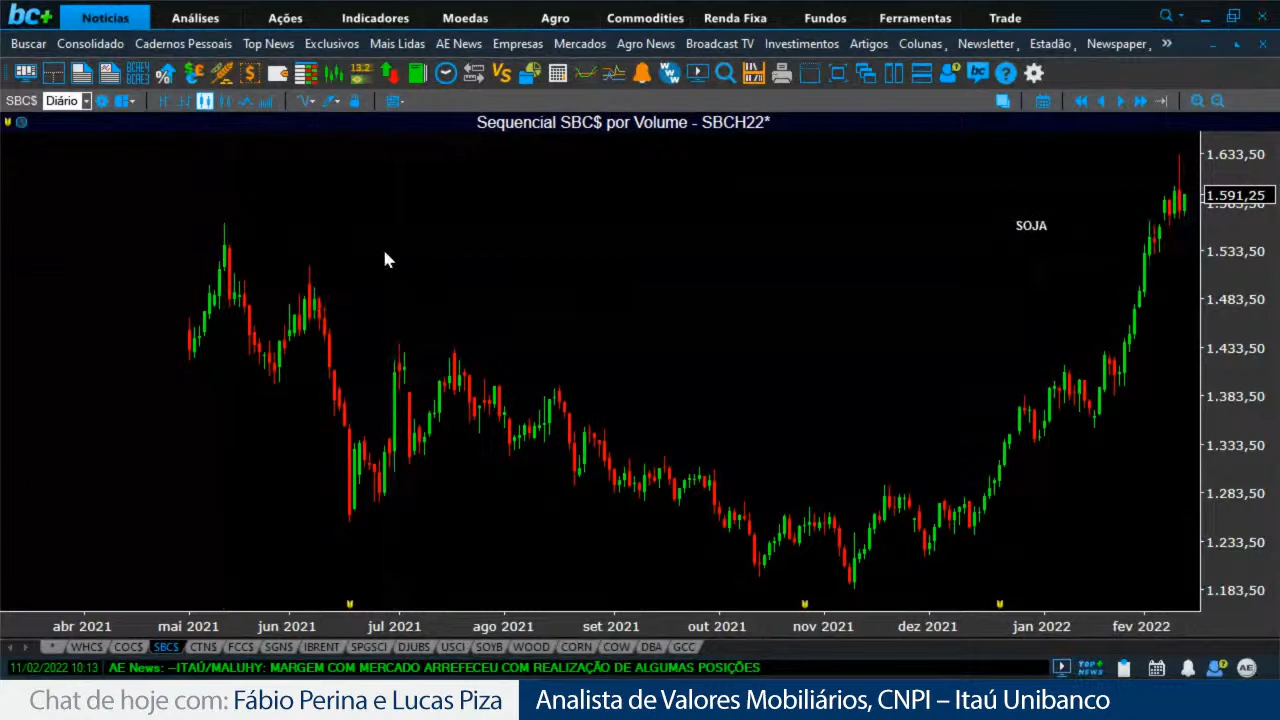 bc+ Notícias Análises Ações Indicadores Moedas Agro Commodities Renda Fixa Fundos Ferramentas Trade
Buscar Consolidado Cadernos Pessoais Top News Exclusivos Mais Lidas AE News Empresas Mercados Agro News Broadcast TV Investimentos Artigos Colunas Newsletter Estadão Newspaper »
SBC$ Diário
Sequencial SBC$ por Volume - SBCH22*
1.633,50
1.591,25
SOJA
1.533,50
1.483,50
1.433,50
1.383,50
1.333,50
1.283,50
1.233,50
1.183,50
abr 2021 mai 2021 jun 2021 jul 2021 ago 2021 set 2021 out 2021 nov 2021 dez 2021 jan 2022 fev 2022
* WHC$ COC$ SBC$ CTN$ FCC$ SGN$ IBRENT SPGSCI DJUBS USCI SOYB WOOD CORN COW DBA GCC
11/02/2022 10:13 AE News: --ITAÚ/MALUHY: MARGEM COM MERCADO ARREFECEU COM REALIZAÇÃO DE ALGUMAS POSIÇÕES TOP+ NEWS AE
Chat de hoje com: Fábio Perina e Lucas Piza Analista de Valores Mobiliários, CNPI – Itaú Unibanco